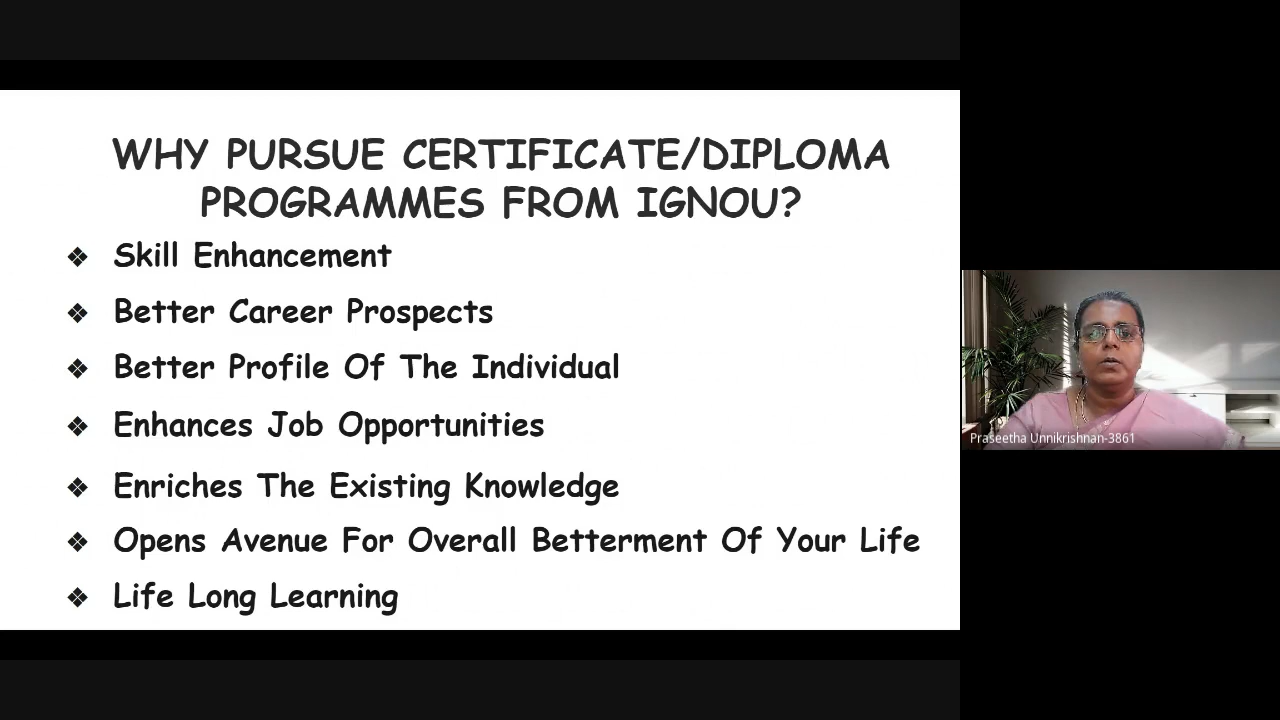 WHY PURSUE CERTIFICATE/DIPLOMA
PROGRAMMES FROM IGNOU?
❖ Skill Enhancement
❖ Better Career Prospects
❖ Better Profile Of The Individual
❖ Enhances Job Opportunities
❖ Enriches The Existing Knowledge
❖ Opens Avenue For Overall Betterment Of Your Life
❖ Life Long Learning
Praseetha Unnikrishnan-3861